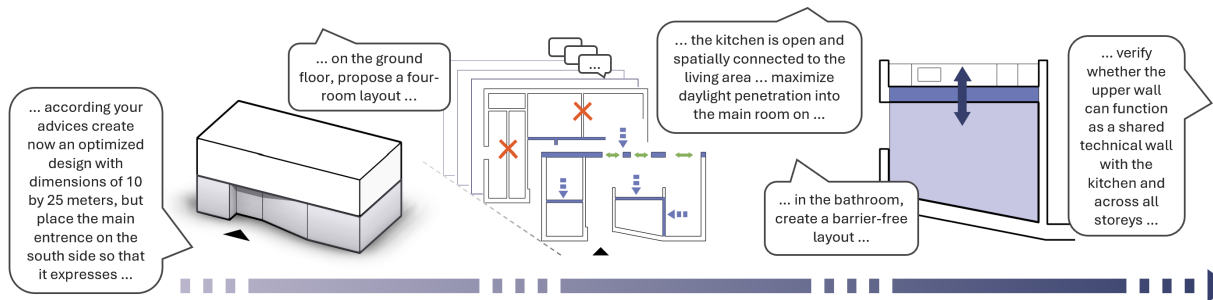 ... according your
advices create
now an optimized
design with
dimensions of 10
by 25 meters, but
place the main
entrence on the
south side so that
it expresses ...
... on the ground
floor, propose a four-
room layout ...
...
... the kitchen is open and
spatially connected to the
living area ... maximize
daylight penetration into
the main room on ...
... in the bathroom,
create a barrier-free
layout ...
... verify
whether the
upper wall
can function
as a shared
technical wall
with the
kitchen and
across all
storeys ...